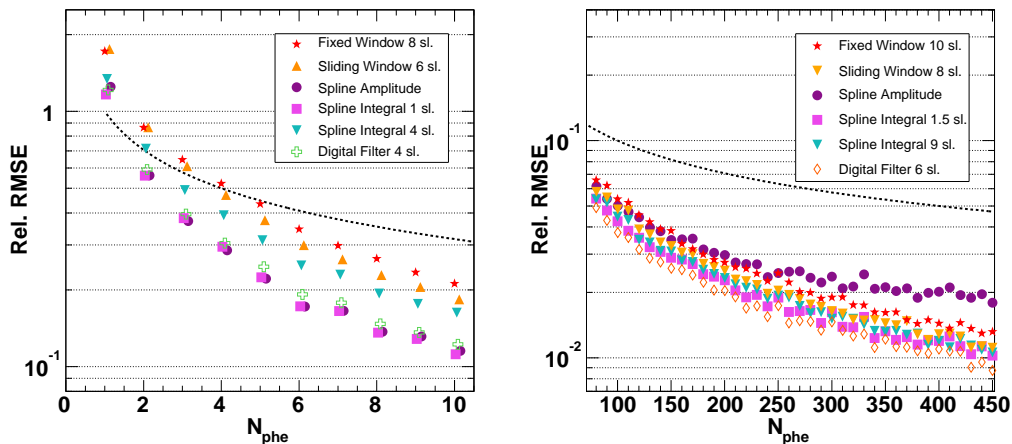 Rel. RMSE
1
10⁻¹
0 2 4 6 8 10
N_phe
Fixed Window 8 sl.
Sliding Window 6 sl.
Spline Amplitude
Spline Integral 1 sl.
Spline Integral 4 sl.
Digital Filter 4 sl.
Rel. RMSE
10⁻¹
10⁻²
100 150 200 250 300 350 400 450
N_phe
Fixed Window 10 sl.
Sliding Window 8 sl.
Spline Amplitude
Spline Integral 1.5 sl.
Spline Integral 9 sl.
Digital Filter 6 sl.